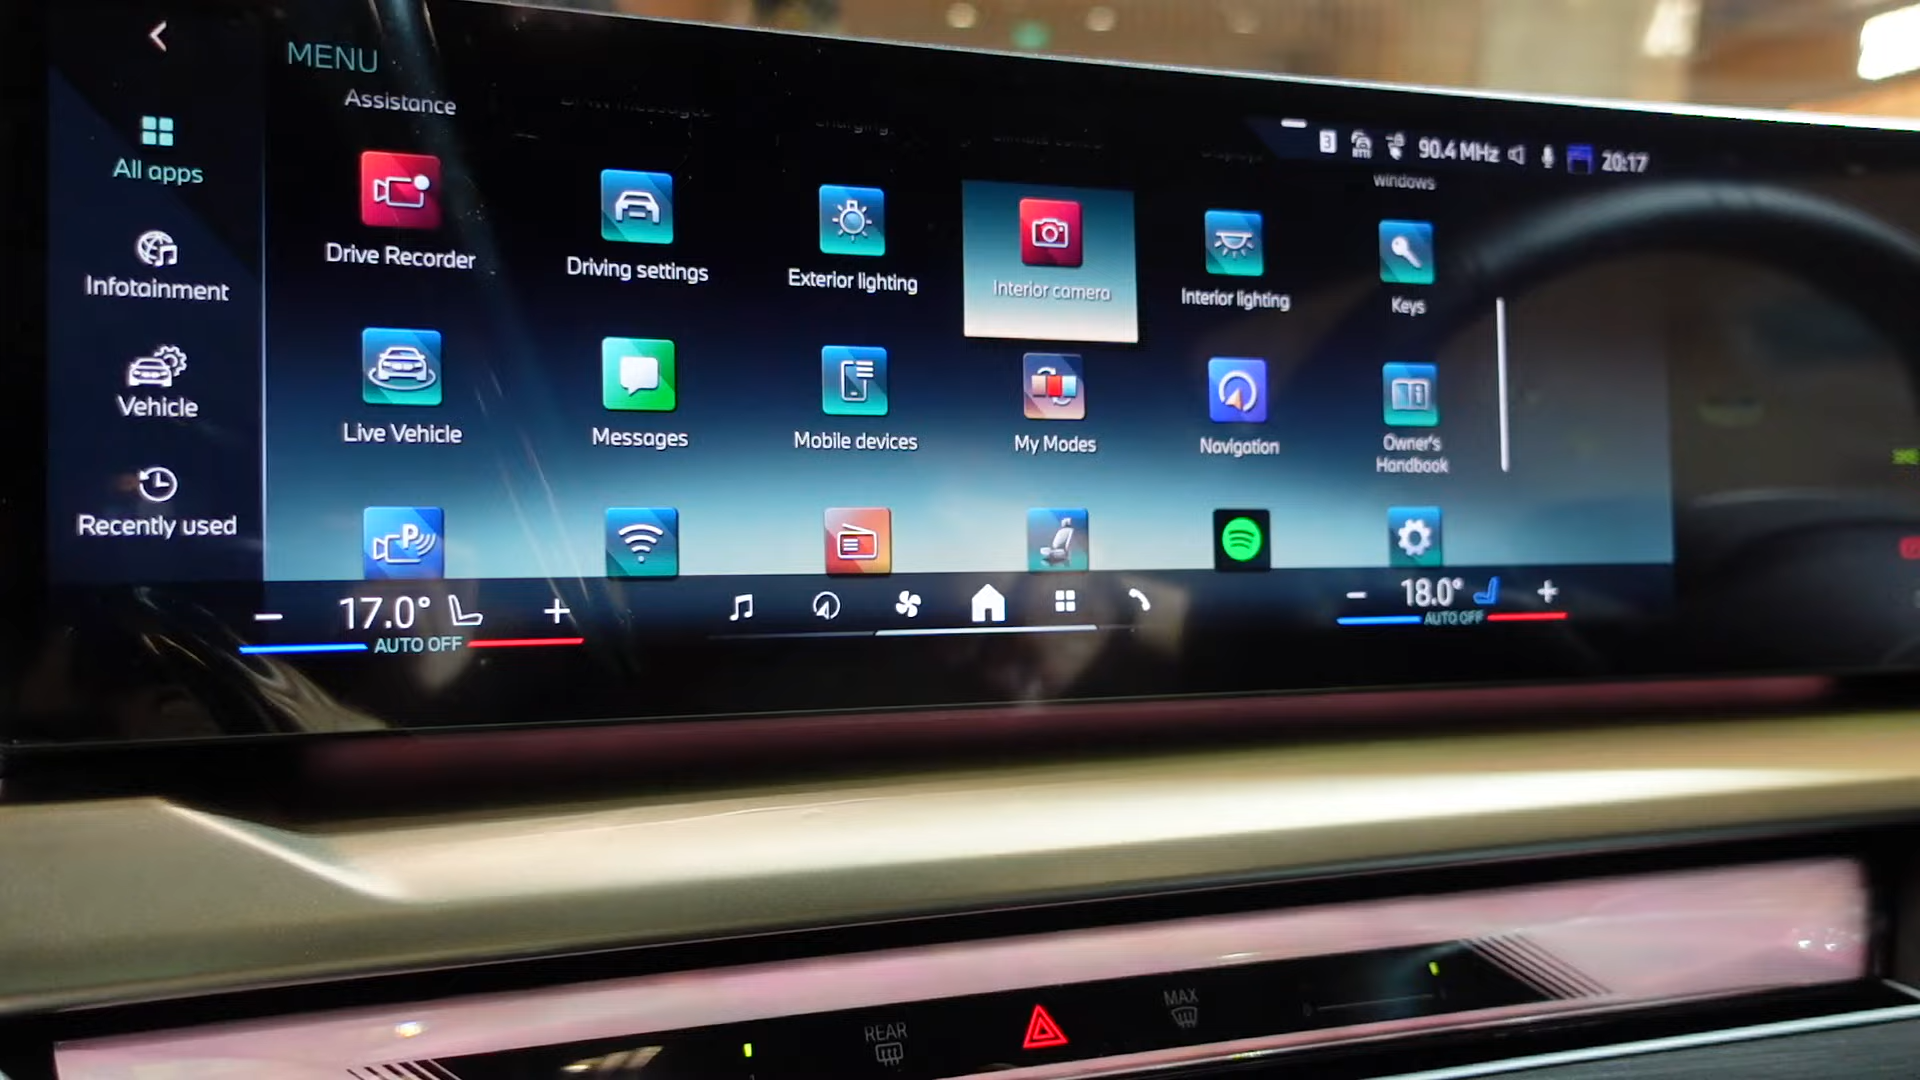 MENU
Assistance
3
90.4 MHz
20:17
windows
All apps
Drive Recorder
Driving settings
Exterior lighting
Interior camera
Interior lighting
Keys
Infotainment
Live Vehicle
Messages
Mobile devices
My Modes
Navigation
Owner's
Handbook
Vehicle
Recently used
P
− 17.0° +
AUTO OFF
− 18.0° +
AUTO OFF
REAR
MAX